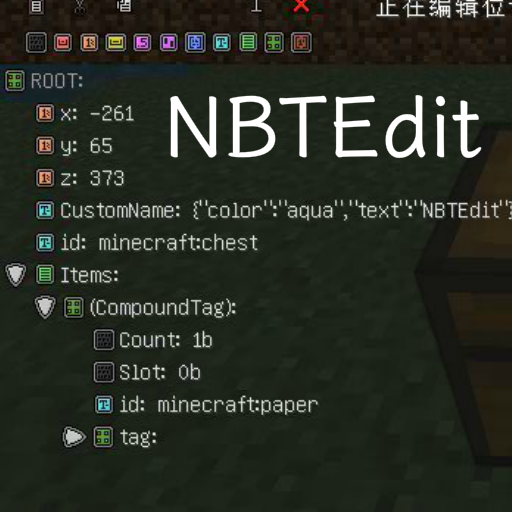 正在编辑位
ROOT:
NBTEdit
x: -261
y: 65
z: 373
CustomName: {"color":"aqua","text":"NBTEdit"}
id: minecraft:chest
Items:
(CompoundTag):
Count: 1b
Slot: 0b
id: minecraft:paper
tag: